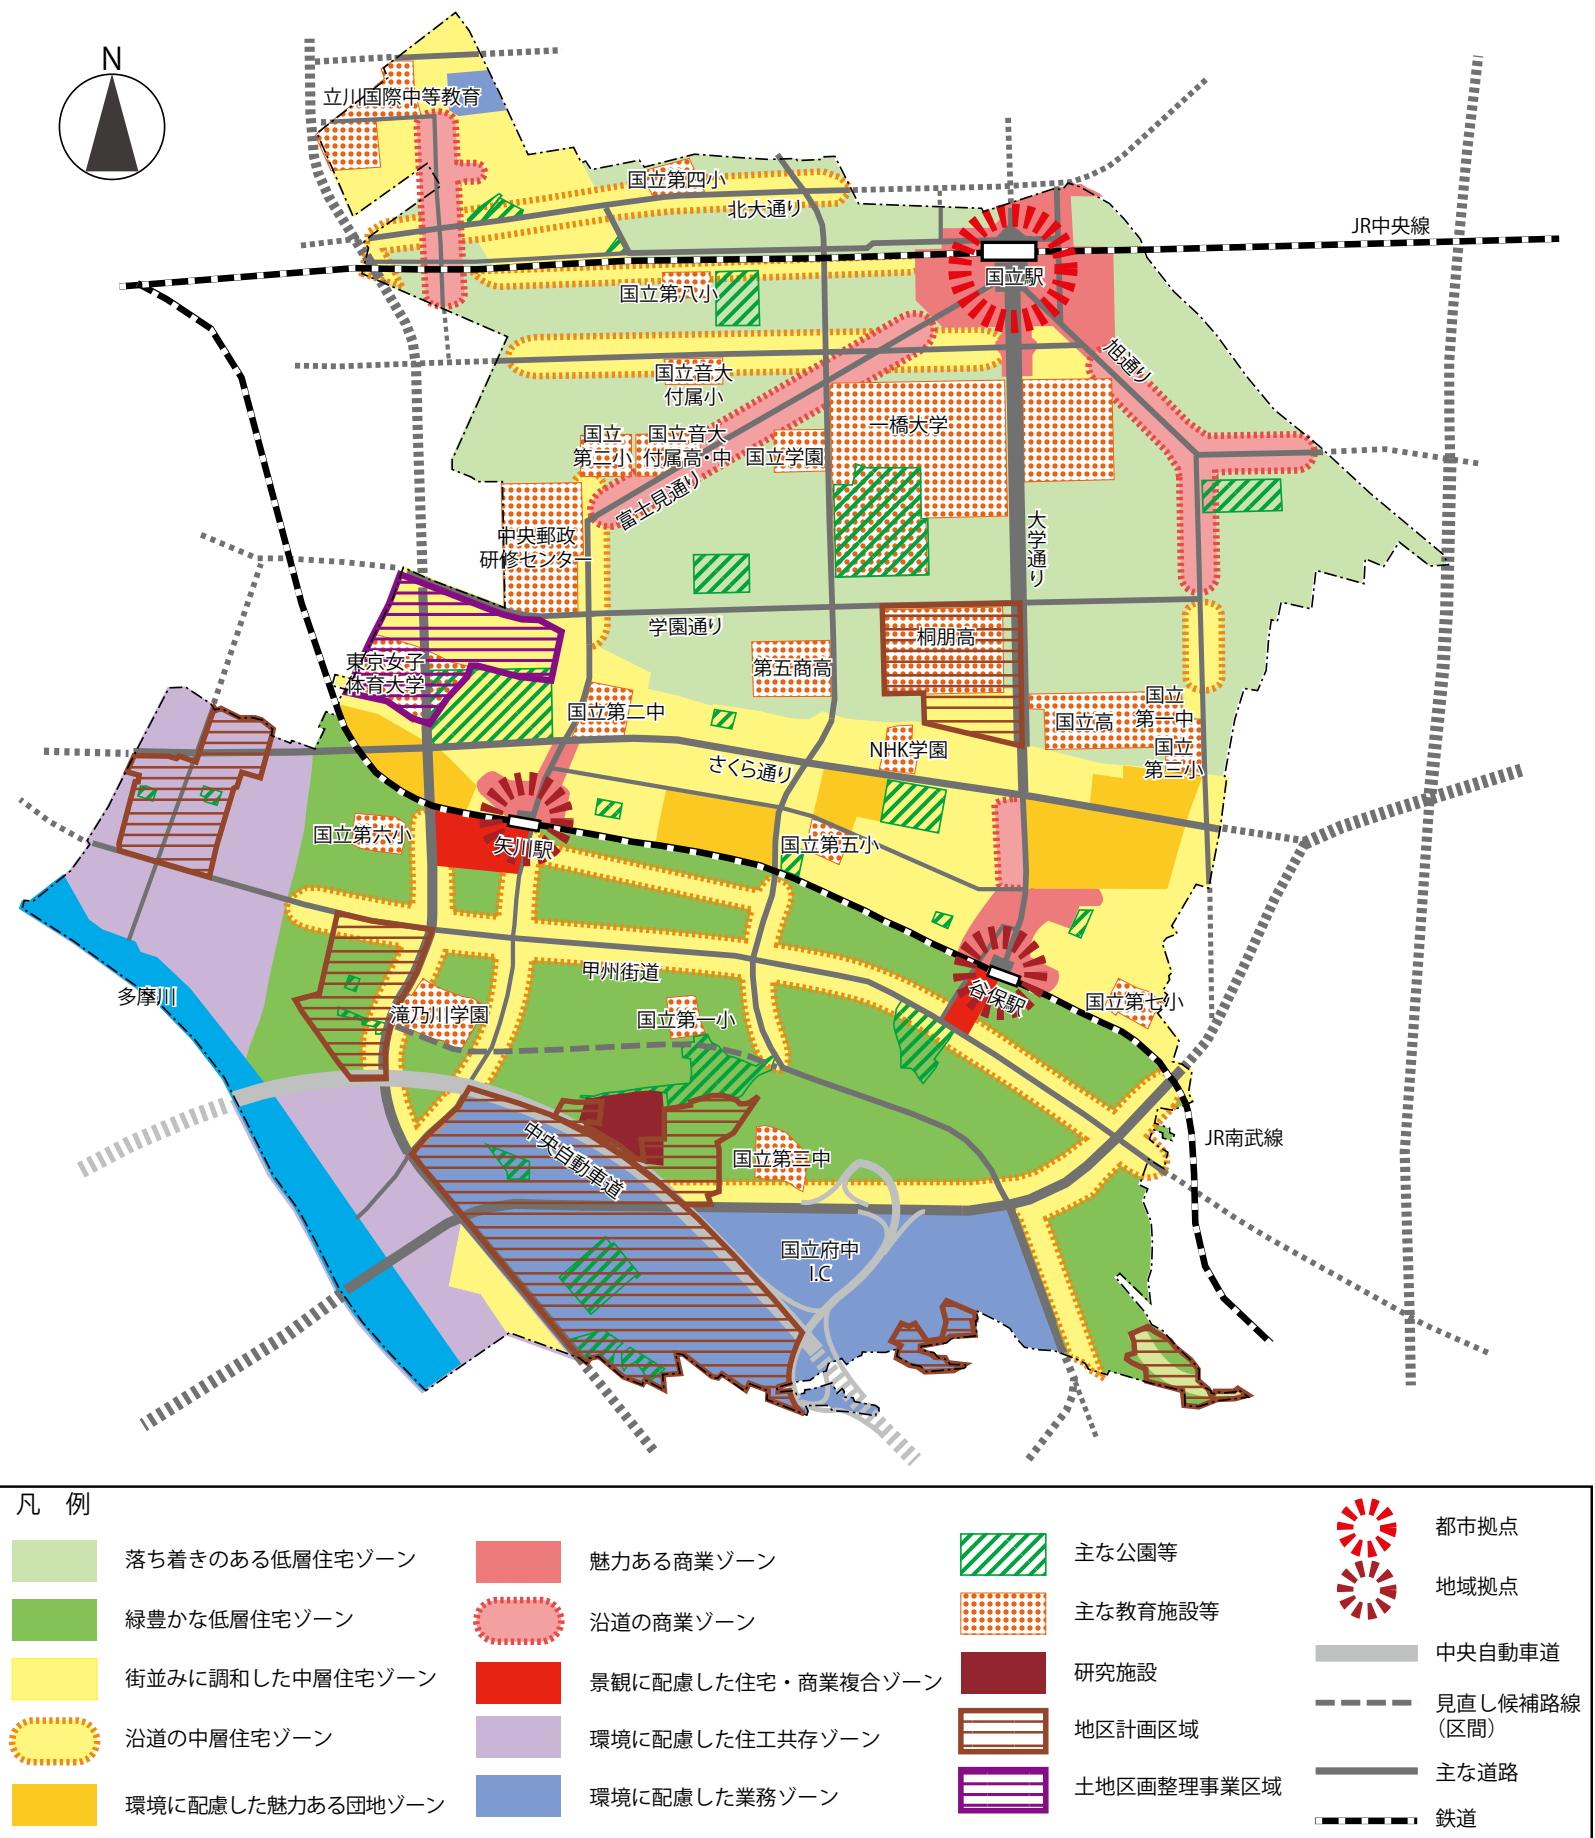 N
立川国際中等教育
国立第四小
北大通り
JR中央線
国立駅
国立第八小
旭通り
国立音大
付属小
一橋大学
国立
第二小
国立音大
付属高・中
国立学園
富士見通り
中央郵政
研修センター
大学通り
学園通り
桐朋高
東京女子
体育大学
第五商高
国立第二中
国立高
国立
第一中
NHK学園
国立
第三小
さくら通り
国立第六小
矢川駅
国立第五小
多摩川
甲州街道
谷保駅
国立第七小
滝乃川学園
国立第一小
中央自動車道
国立第三中
JR南武線
国立府中
I.C
凡 例
落ち着きのある低層住宅ゾーン
緑豊かな低層住宅ゾーン
街並みに調和した中層住宅ゾーン
沿道の中層住宅ゾーン
環境に配慮した魅力ある団地ゾーン
魅力ある商業ゾーン
沿道の商業ゾーン
景観に配慮した住宅・商業複合ゾーン
環境に配慮した住工共存ゾーン
環境に配慮した業務ゾーン
主な公園等
主な教育施設等
研究施設
地区計画区域
土地区画整理事業区域
都市拠点
地域拠点
中央自動車道
見直し候補路線
（区間）
主な道路
鉄道